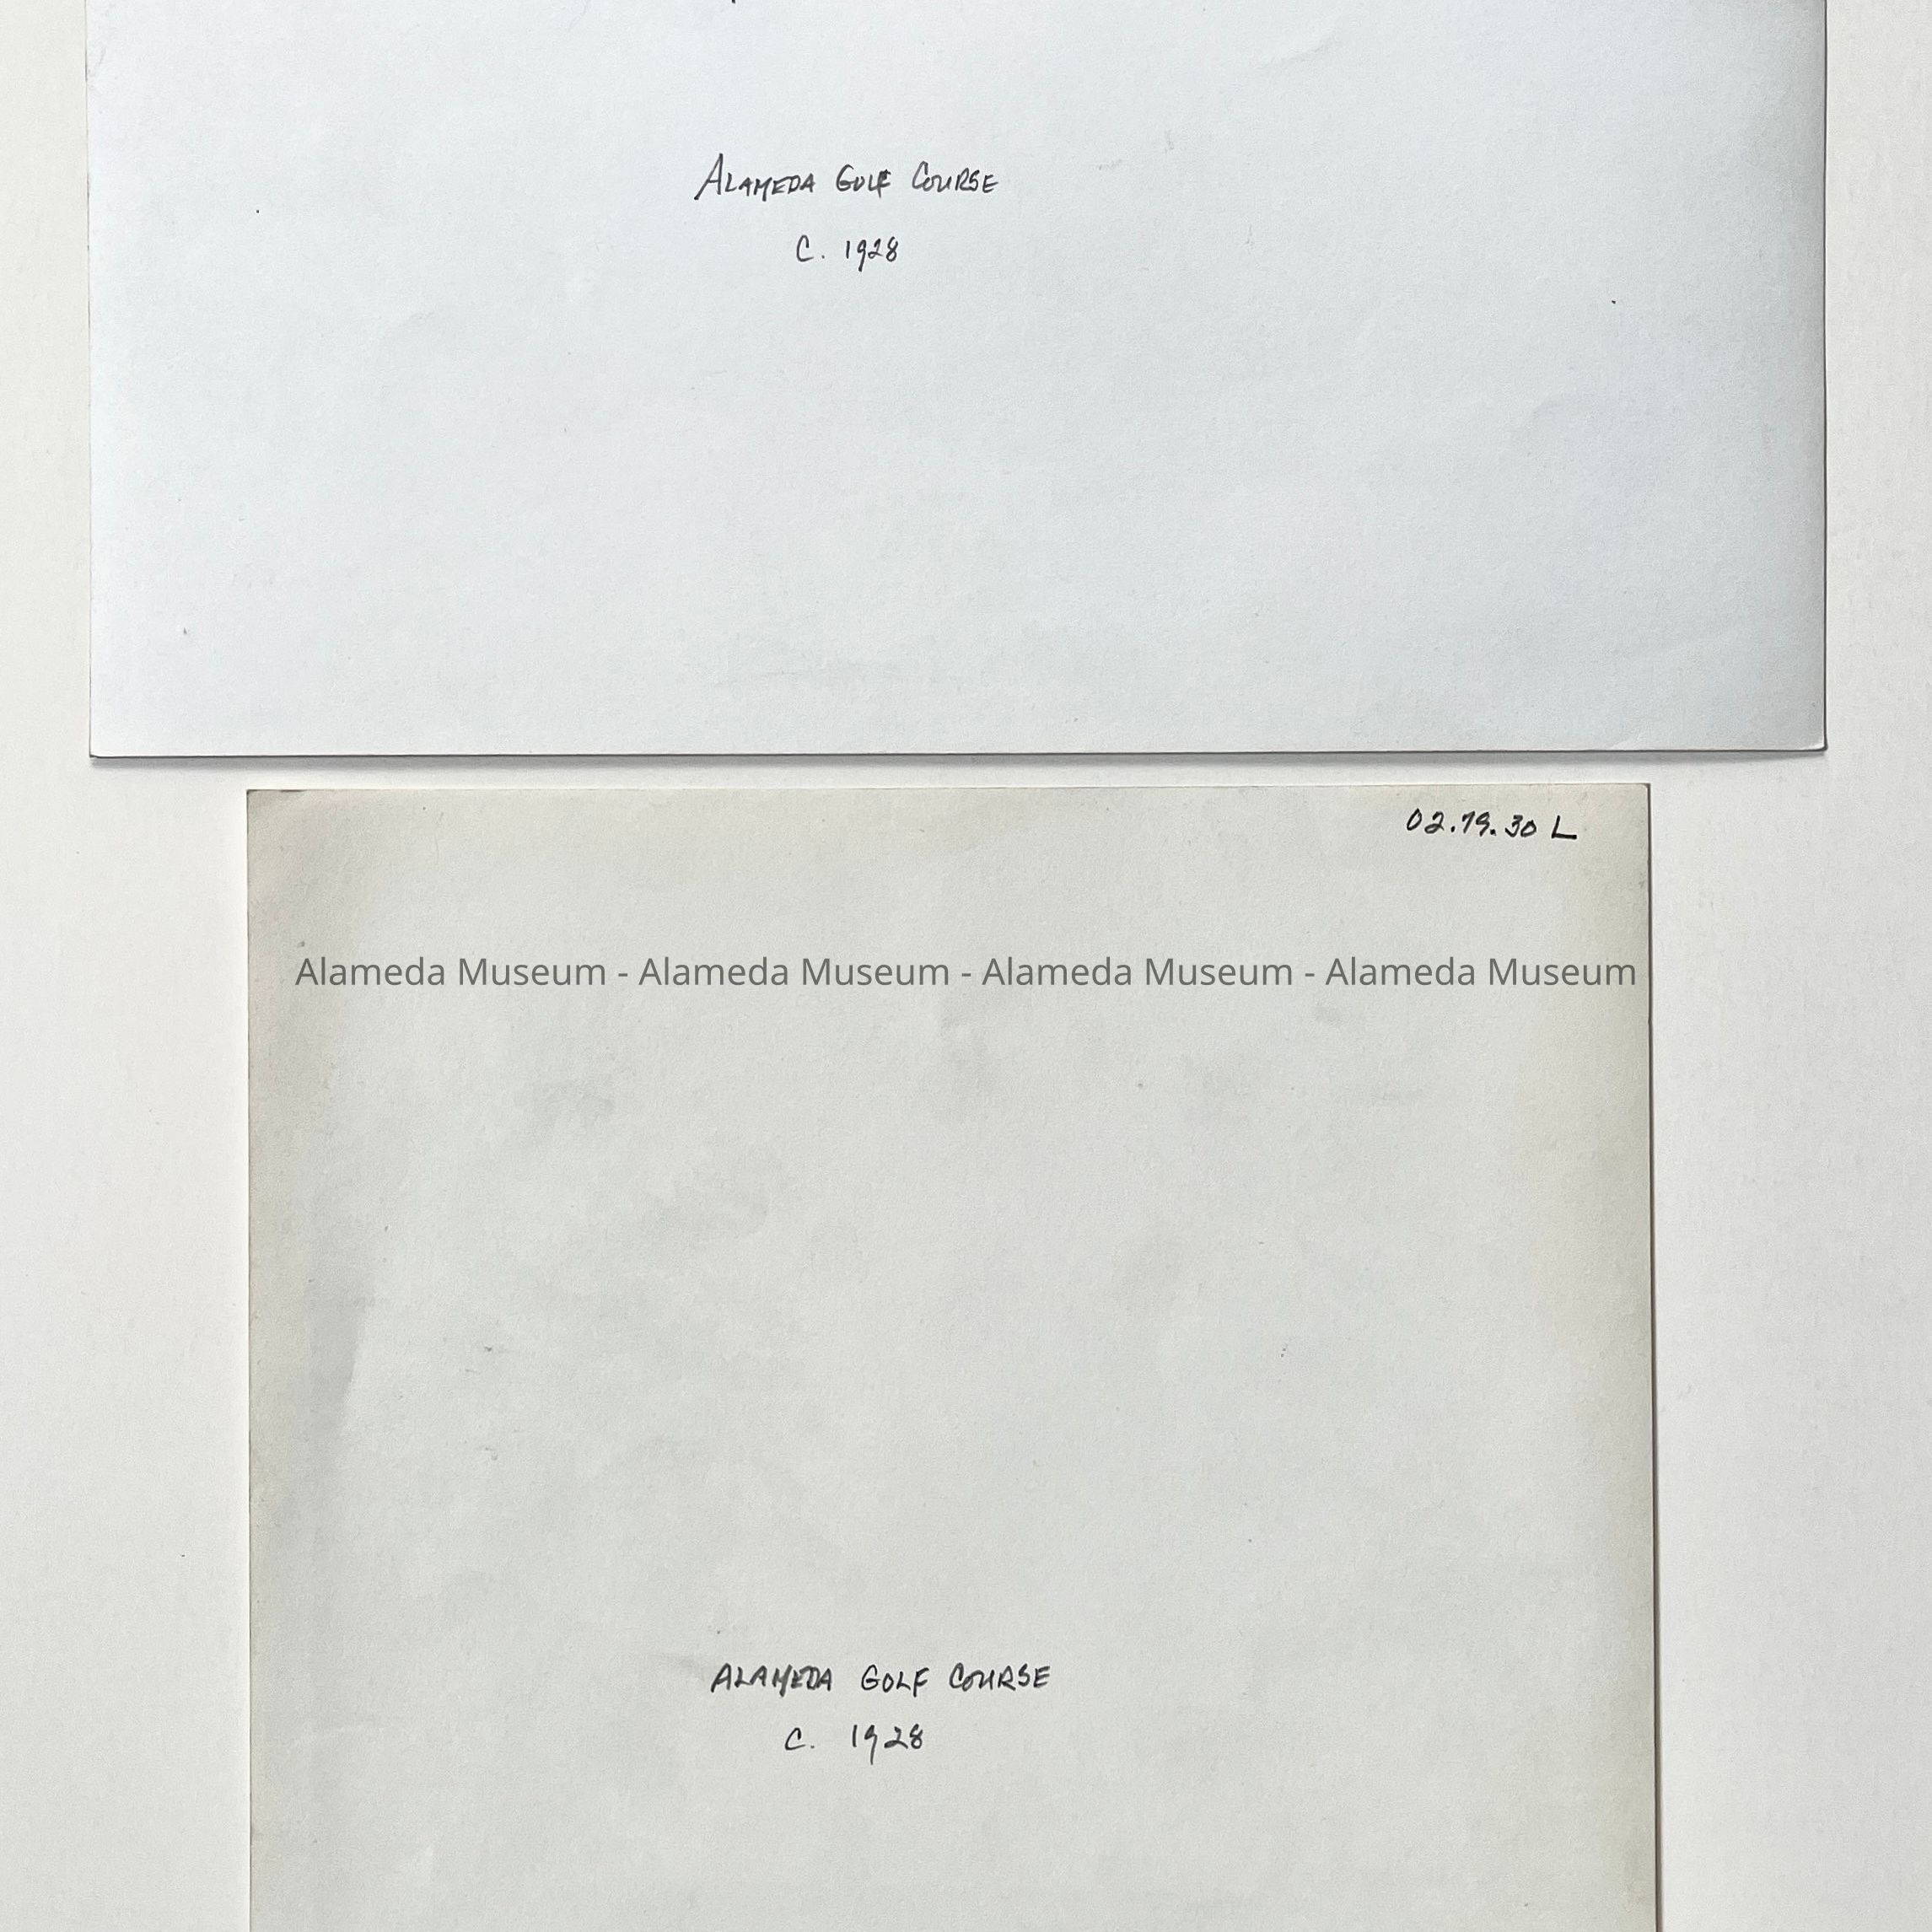 Alameda Golf Course
C. 1928
02.79.30 L
Alameda Museum - Alameda Museum - Alameda Museum - Alameda Museum
Alameda Golf Course
C. 1928